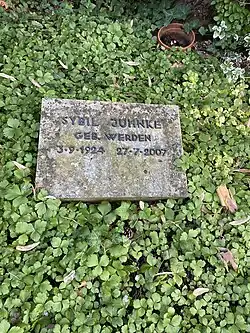 SYBIL JUHNKE
GEB. WERDEN
3·9·1924 27·7·2007